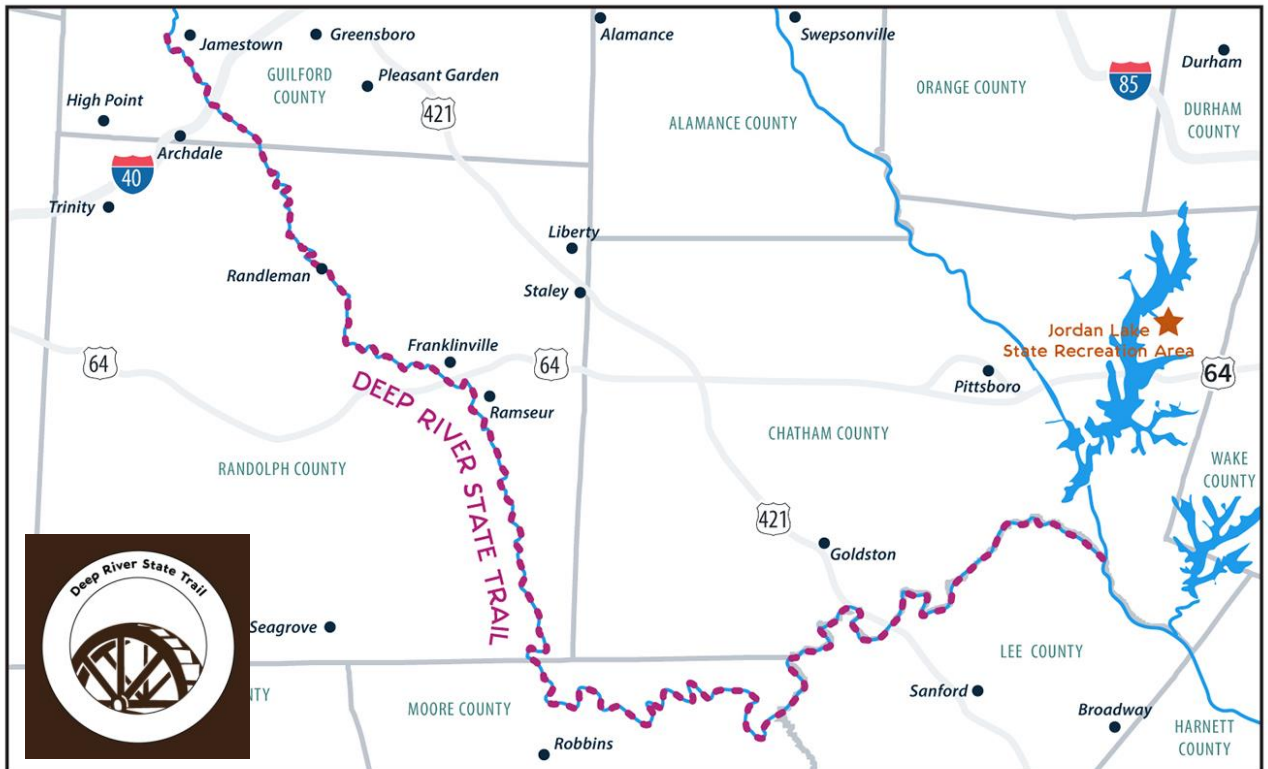 Jamestown
Greensboro
Alamance
Swepsonville
Durham
GUILFORD
COUNTY
Pleasant Garden
ORANGE COUNTY
85
High Point
421
ALAMANCE COUNTY
DURHAM
COUNTY
Archdale
40
Trinity
Liberty
Randleman
Staley
Jordan Lake
State Recreation Area
Franklinville
64
64
64
Pittsboro
Ramseur
DEEP RIVER STATE TRAIL
CHATHAM COUNTY
RANDOLPH COUNTY
WAKE
COUNTY
421
Goldston
Deep River State Trail
Seagrove
LEE COUNTY
NTY
MOORE COUNTY
Sanford
Broadway
Robbins
HARNETT
COUNTY